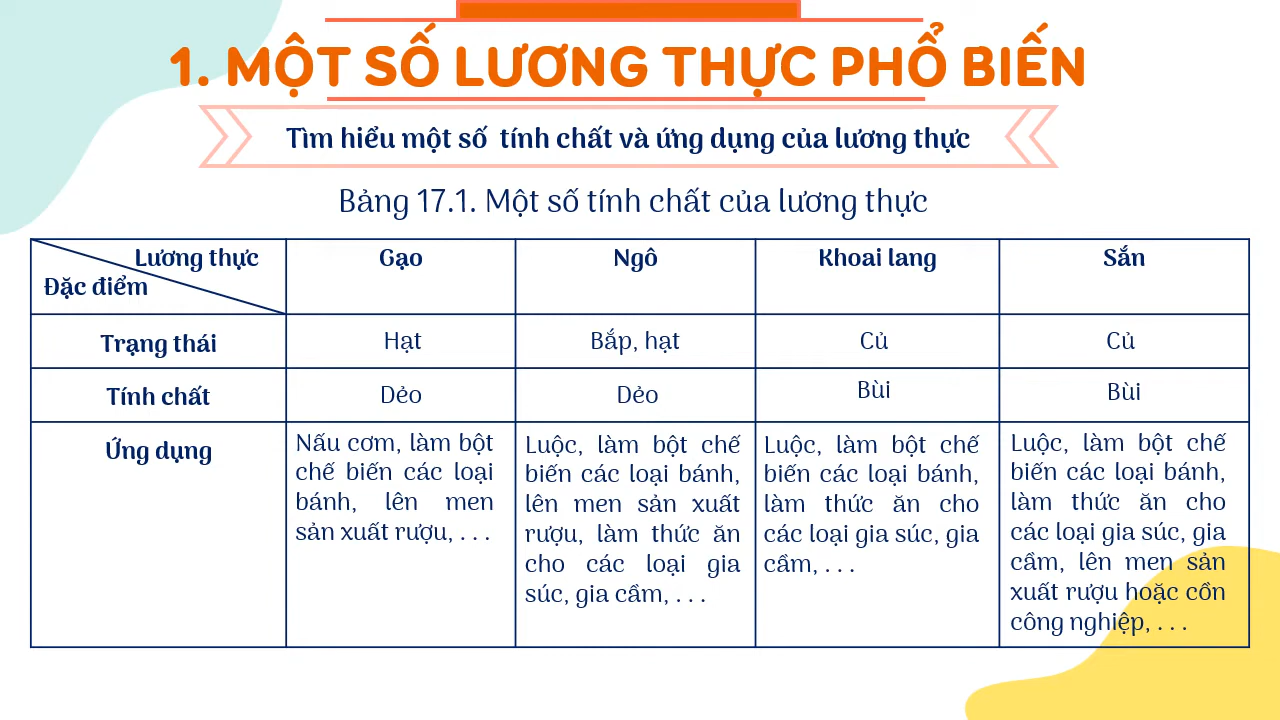 1. MỘT SỐ LƯƠNG THỰC PHỔ BIẾN
Tìm hiểu một số tính chất và ứng dụng của lương thực
Bảng 17.1. Một số tính chất của lương thực
Lương thực
Đặc điểm
Gạo
Ngô
Khoai lang
Sắn
Trạng thái
Hạt
Bắp, hạt
Củ
Củ
Tính chất
Dẻo
Dẻo
Bùi
Bùi
Ứng dụng
Nấu cơm, làm bột
chế biến các loại
bánh, lên men
sản xuất rượu, . . .
Luộc, làm bột chế
biến các loại bánh,
lên men sản xuất
rượu, làm thức ăn
cho các loại gia
súc, gia cầm, . . .
Luộc, làm bột chế
biến các loại bánh,
làm thức ăn cho
các loại gia súc, gia
cầm, . . .
Luộc, làm bột chế
biến các loại bánh,
làm thức ăn cho
các loại gia súc, gia
cầm, lên men sản
xuất rượu hoặc cồn
công nghiệp, . . .